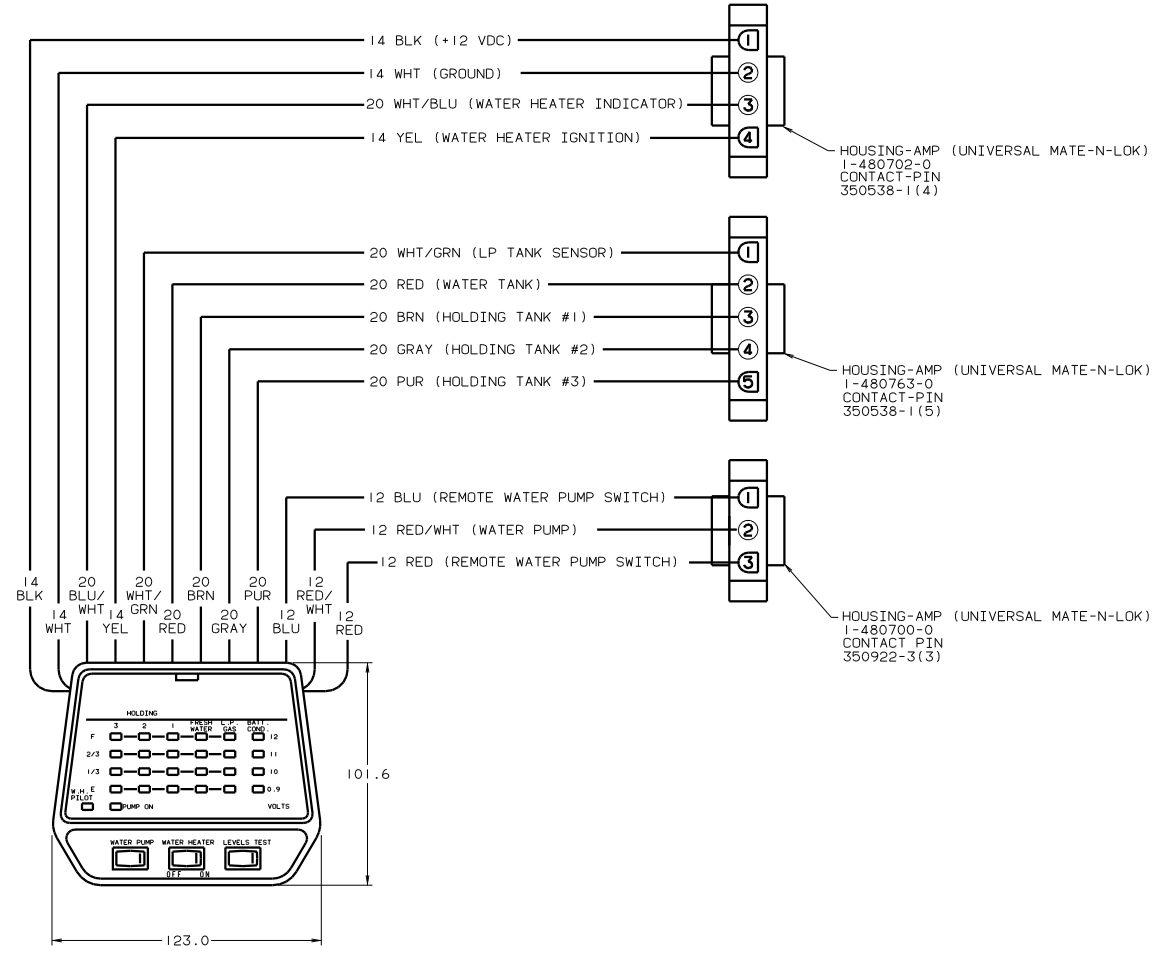 14 BLK (+12 VDC)
14 WHT (GROUND)
20 WHT/BLU (WATER HEATER INDICATOR)
14 YEL (WATER HEATER IGNITION)
1
2
3
4
HOUSING-AMP (UNIVERSAL MATE-N-LOK)
1-480702-0
CONTACT-PIN
350538-1(4)
20 WHT/GRN (LP TANK SENSOR)
20 RED (WATER TANK)
20 BRN (HOLDING TANK #1)
20 GRAY (HOLDING TANK #2)
20 PUR (HOLDING TANK #3)
1
2
3
4
5
HOUSING-AMP (UNIVERSAL MATE-N-LOK)
1-480763-0
CONTACT-PIN
350538-1(5)
12 BLU (REMOTE WATER PUMP SWITCH)
12 RED/WHT (WATER PUMP)
12 RED (REMOTE WATER PUMP SWITCH)
1
2
3
HOUSING-AMP (UNIVERSAL MATE-N-LOK)
1-480700-0
CONTACT PIN
350922-3(3)
14
BLK
14
WHT
20
BLU/
WHT
14
YEL
20
WHT/
GRN
20
RED
20
BRN
20
GRAY
20
PUR
12
BLU
12
RED/
WHT
12
RED
HOLDING
3 2 1
FRESH
WATER
L.P.
GAS
BATT.
COND.
F
12
2/3
11
1/3
10
E
0.9
W.H.
PILOT
PUMP ON
VOLTS
WATER PUMP
WATER HEATER
LEVELS TEST
OFF ON
101.6
123.0